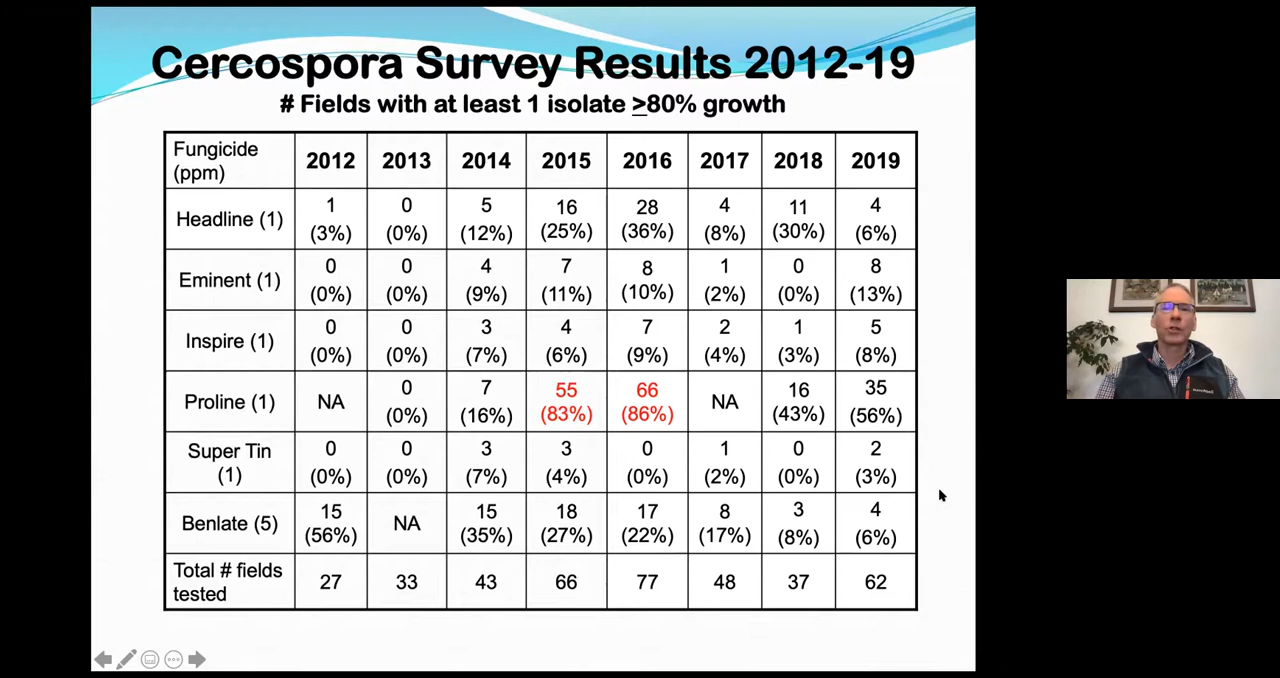 Cercospora Survey Results 2012-19
# Fields with at least 1 isolate ≥80% growth
Fungicide (ppm) 2012 2013 2014 2015 2016 2017 2018 2019
Headline (1) 1 (3%) 0 (0%) 5 (12%) 16 (25%) 28 (36%) 4 (8%) 11 (30%) 4 (6%)
Eminent (1) 0 (0%) 0 (0%) 4 (9%) 7 (11%) 8 (10%) 1 (2%) 0 (0%) 8 (13%)
Inspire (1) 0 (0%) 0 (0%) 3 (7%) 4 (6%) 7 (9%) 2 (4%) 1 (3%) 5 (8%)
Proline (1) NA 0 (0%) 7 (16%) 55 (83%) 66 (86%) NA 16 (43%) 35 (56%)
Super Tin (1) 0 (0%) 0 (0%) 3 (7%) 3 (4%) 0 (0%) 1 (2%) 0 (0%) 2 (3%)
Benlate (5) 15 (56%) NA 15 (35%) 18 (27%) 17 (22%) 8 (17%) 3 (8%) 4 (6%)
Total # fields tested 27 33 43 66 77 48 37 62